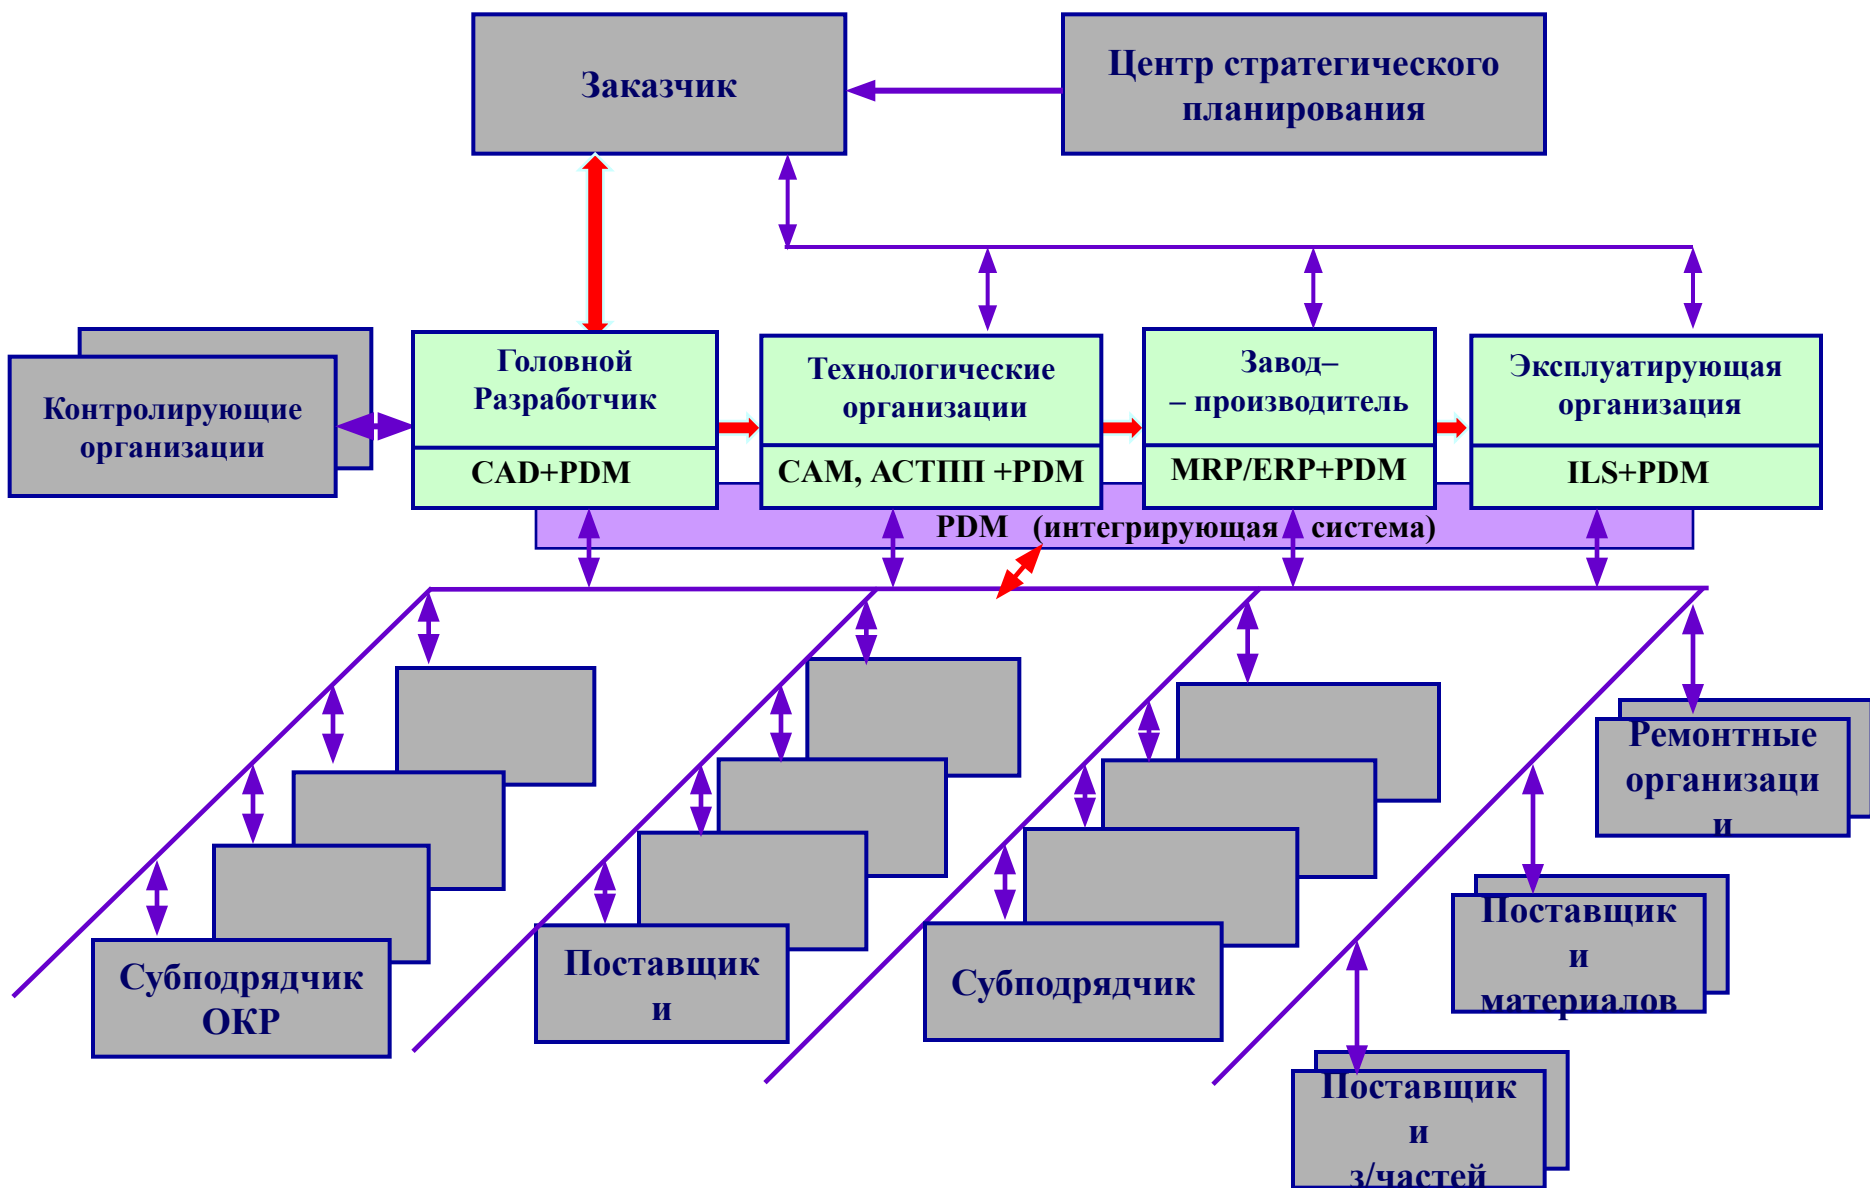 Заказчик
Центр стратегического
планирования
Контролирующие
организации
Головной
Разработчик
CAD+PDM
Технологические
организации
CAM, АСТПП +PDM
Завод–
– производитель
MRP/ERP+PDM
Эксплуатирующая
организация
ILS+PDM
PDM (интегрирующая система)
Субподрядчик
ОКР
Поставщик
и
Субподрядчик
Ремонтные
организаци
и
Поставщик
и
материалов
Поставщик
и
з/частей